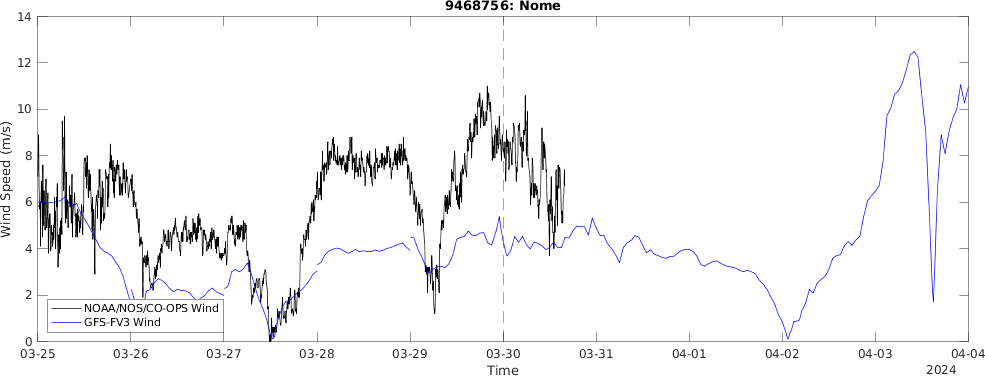 9468756: Nome
14
12
10
8
6
4
2
0
Wind Speed (m/s)
NOAA/NOS/CO-OPS Wind
GFS-FV3 Wind
03-25 03-26 03-27 03-28 03-29 03-30 03-31 04-01 04-02 04-03 04-04
Time
2024